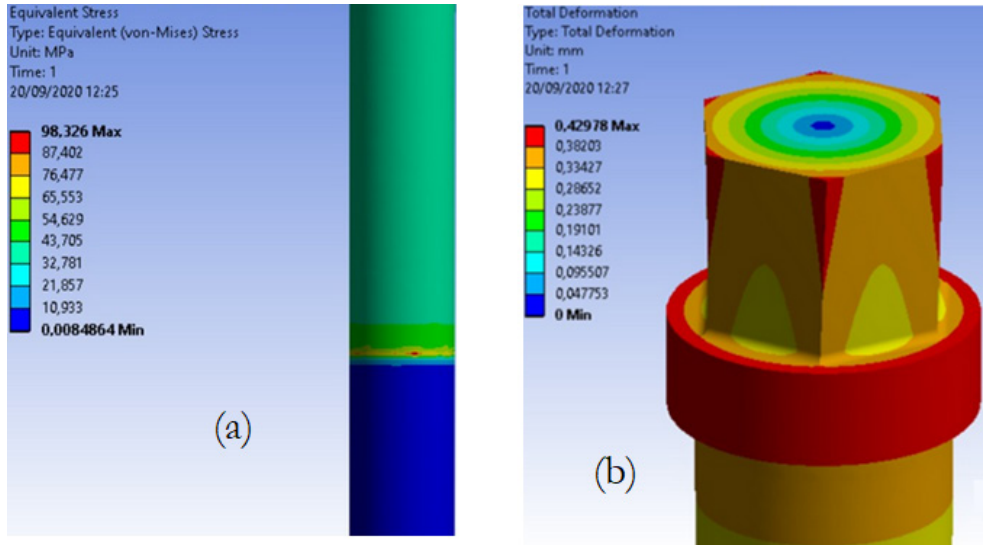 Equivalent Stress
Type: Equivalent (von-Mises) Stress
Unit: MPa
Time: 1
20/09/2020 12:25
98,326 Max
87,402
76,477
65,553
54,629
43,705
32,781
21,857
10,933
0,0084864 Min
(a)
Total Deformation
Type: Total Deformation
Unit: mm
Time: 1
20/09/2020 12:27
0,42978 Max
0,38203
0,33427
0,28652
0,23877
0,19101
0,14326
0,095507
0,047753
0 Min
(b)